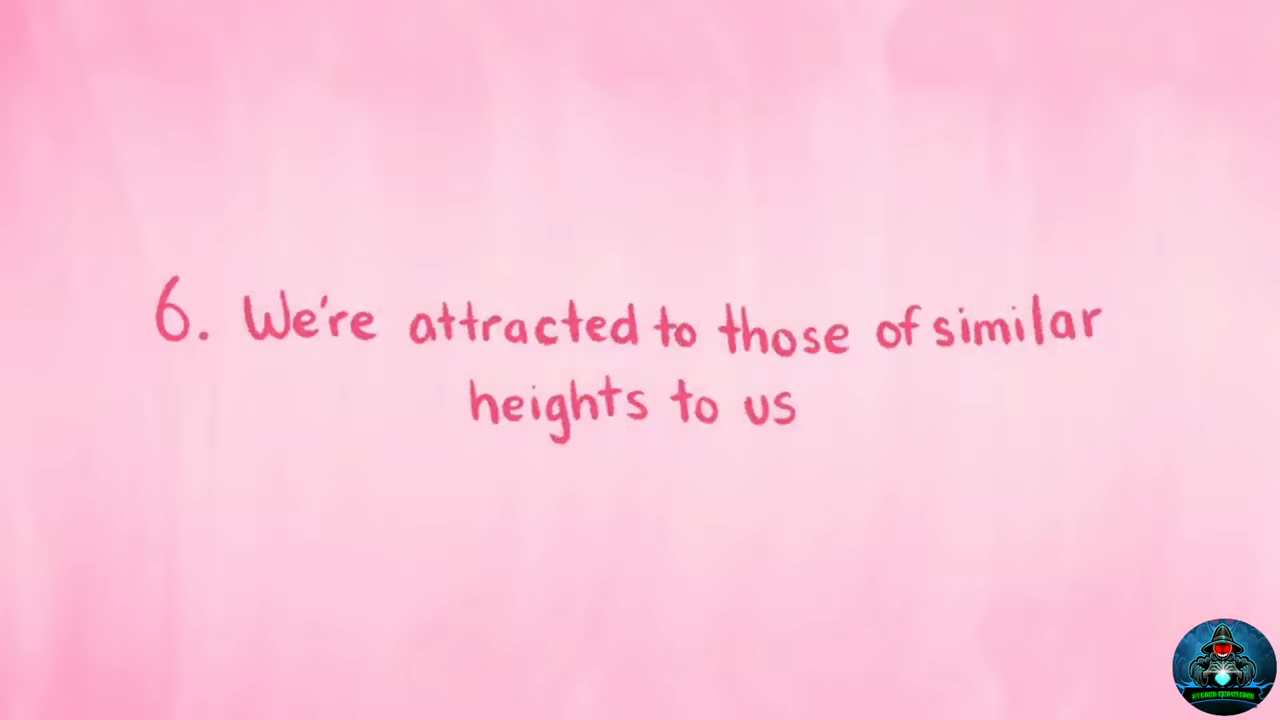 6. We're attracted to those of similar
heights to us